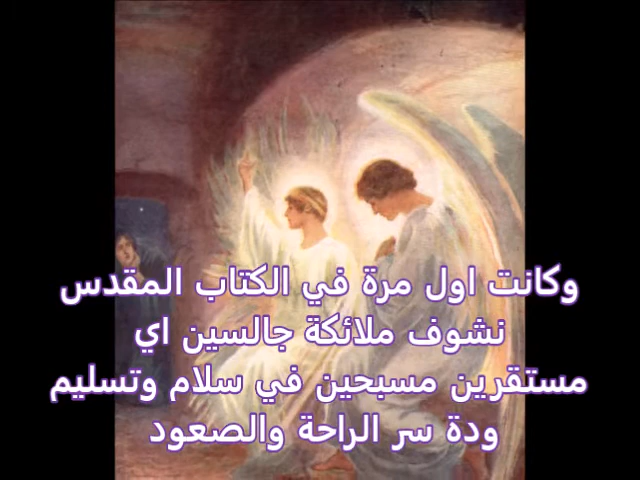 وكانت اول مرة في الكتاب المقدس
نشوف ملائكة جالسين اي
مستقرين مسبحين في سلام وتسليم
ودة سر الراحة والصعود